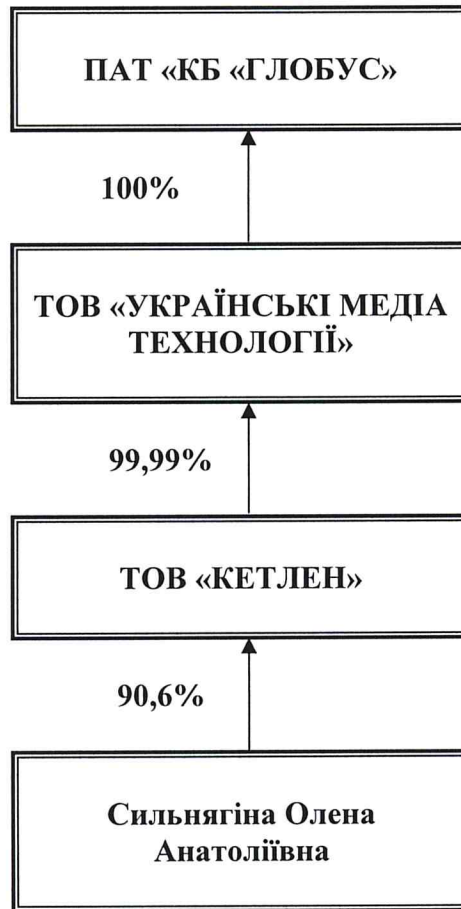 ПАТ «КБ «ГЛОБУС»
100%
ТОВ «УКРАЇНСЬКІ МЕДІА
ТЕХНОЛОГІЇ»
99,99%
ТОВ «КЕТЛЕН»
90,6%
Сильнягіна Олена
Анатоліївна